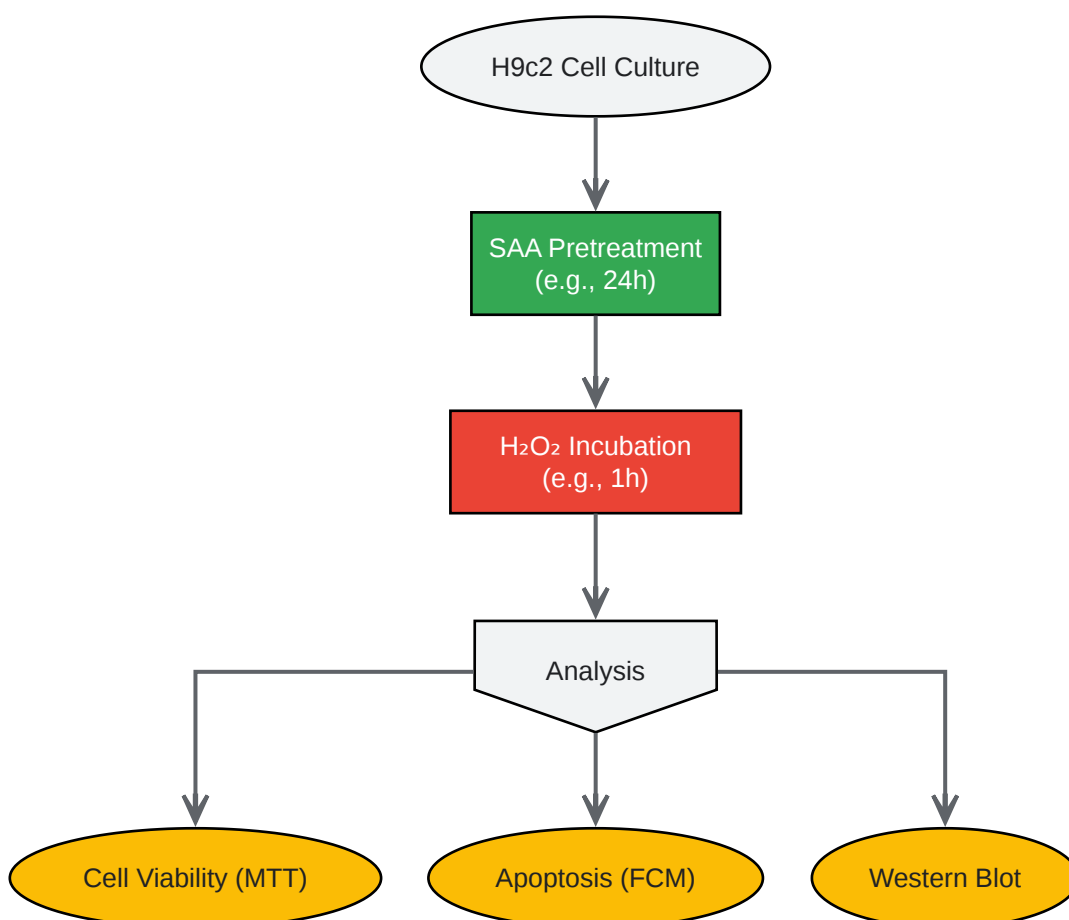 H9c2 Cell Culture
SAA Pretreatment
(e.g., 24h)
H₂O₂ Incubation
(e.g., 1h)
Analysis
Cell Viability (MTT)
Apoptosis (FCM)
Western Blot